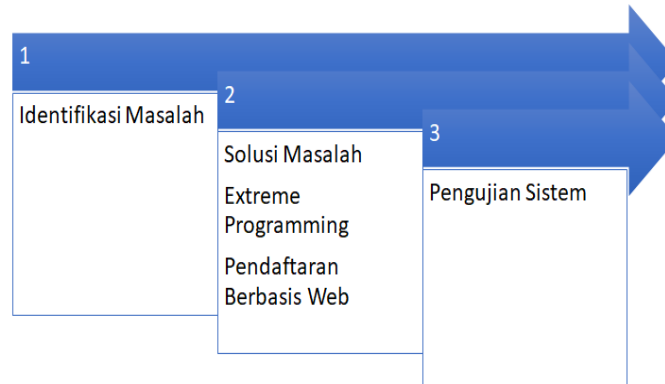 1
Identifikasi Masalah
2
Solusi Masalah
Extreme
Programming
Pendaftaran
Berbasis Web
3
Pengujian Sistem